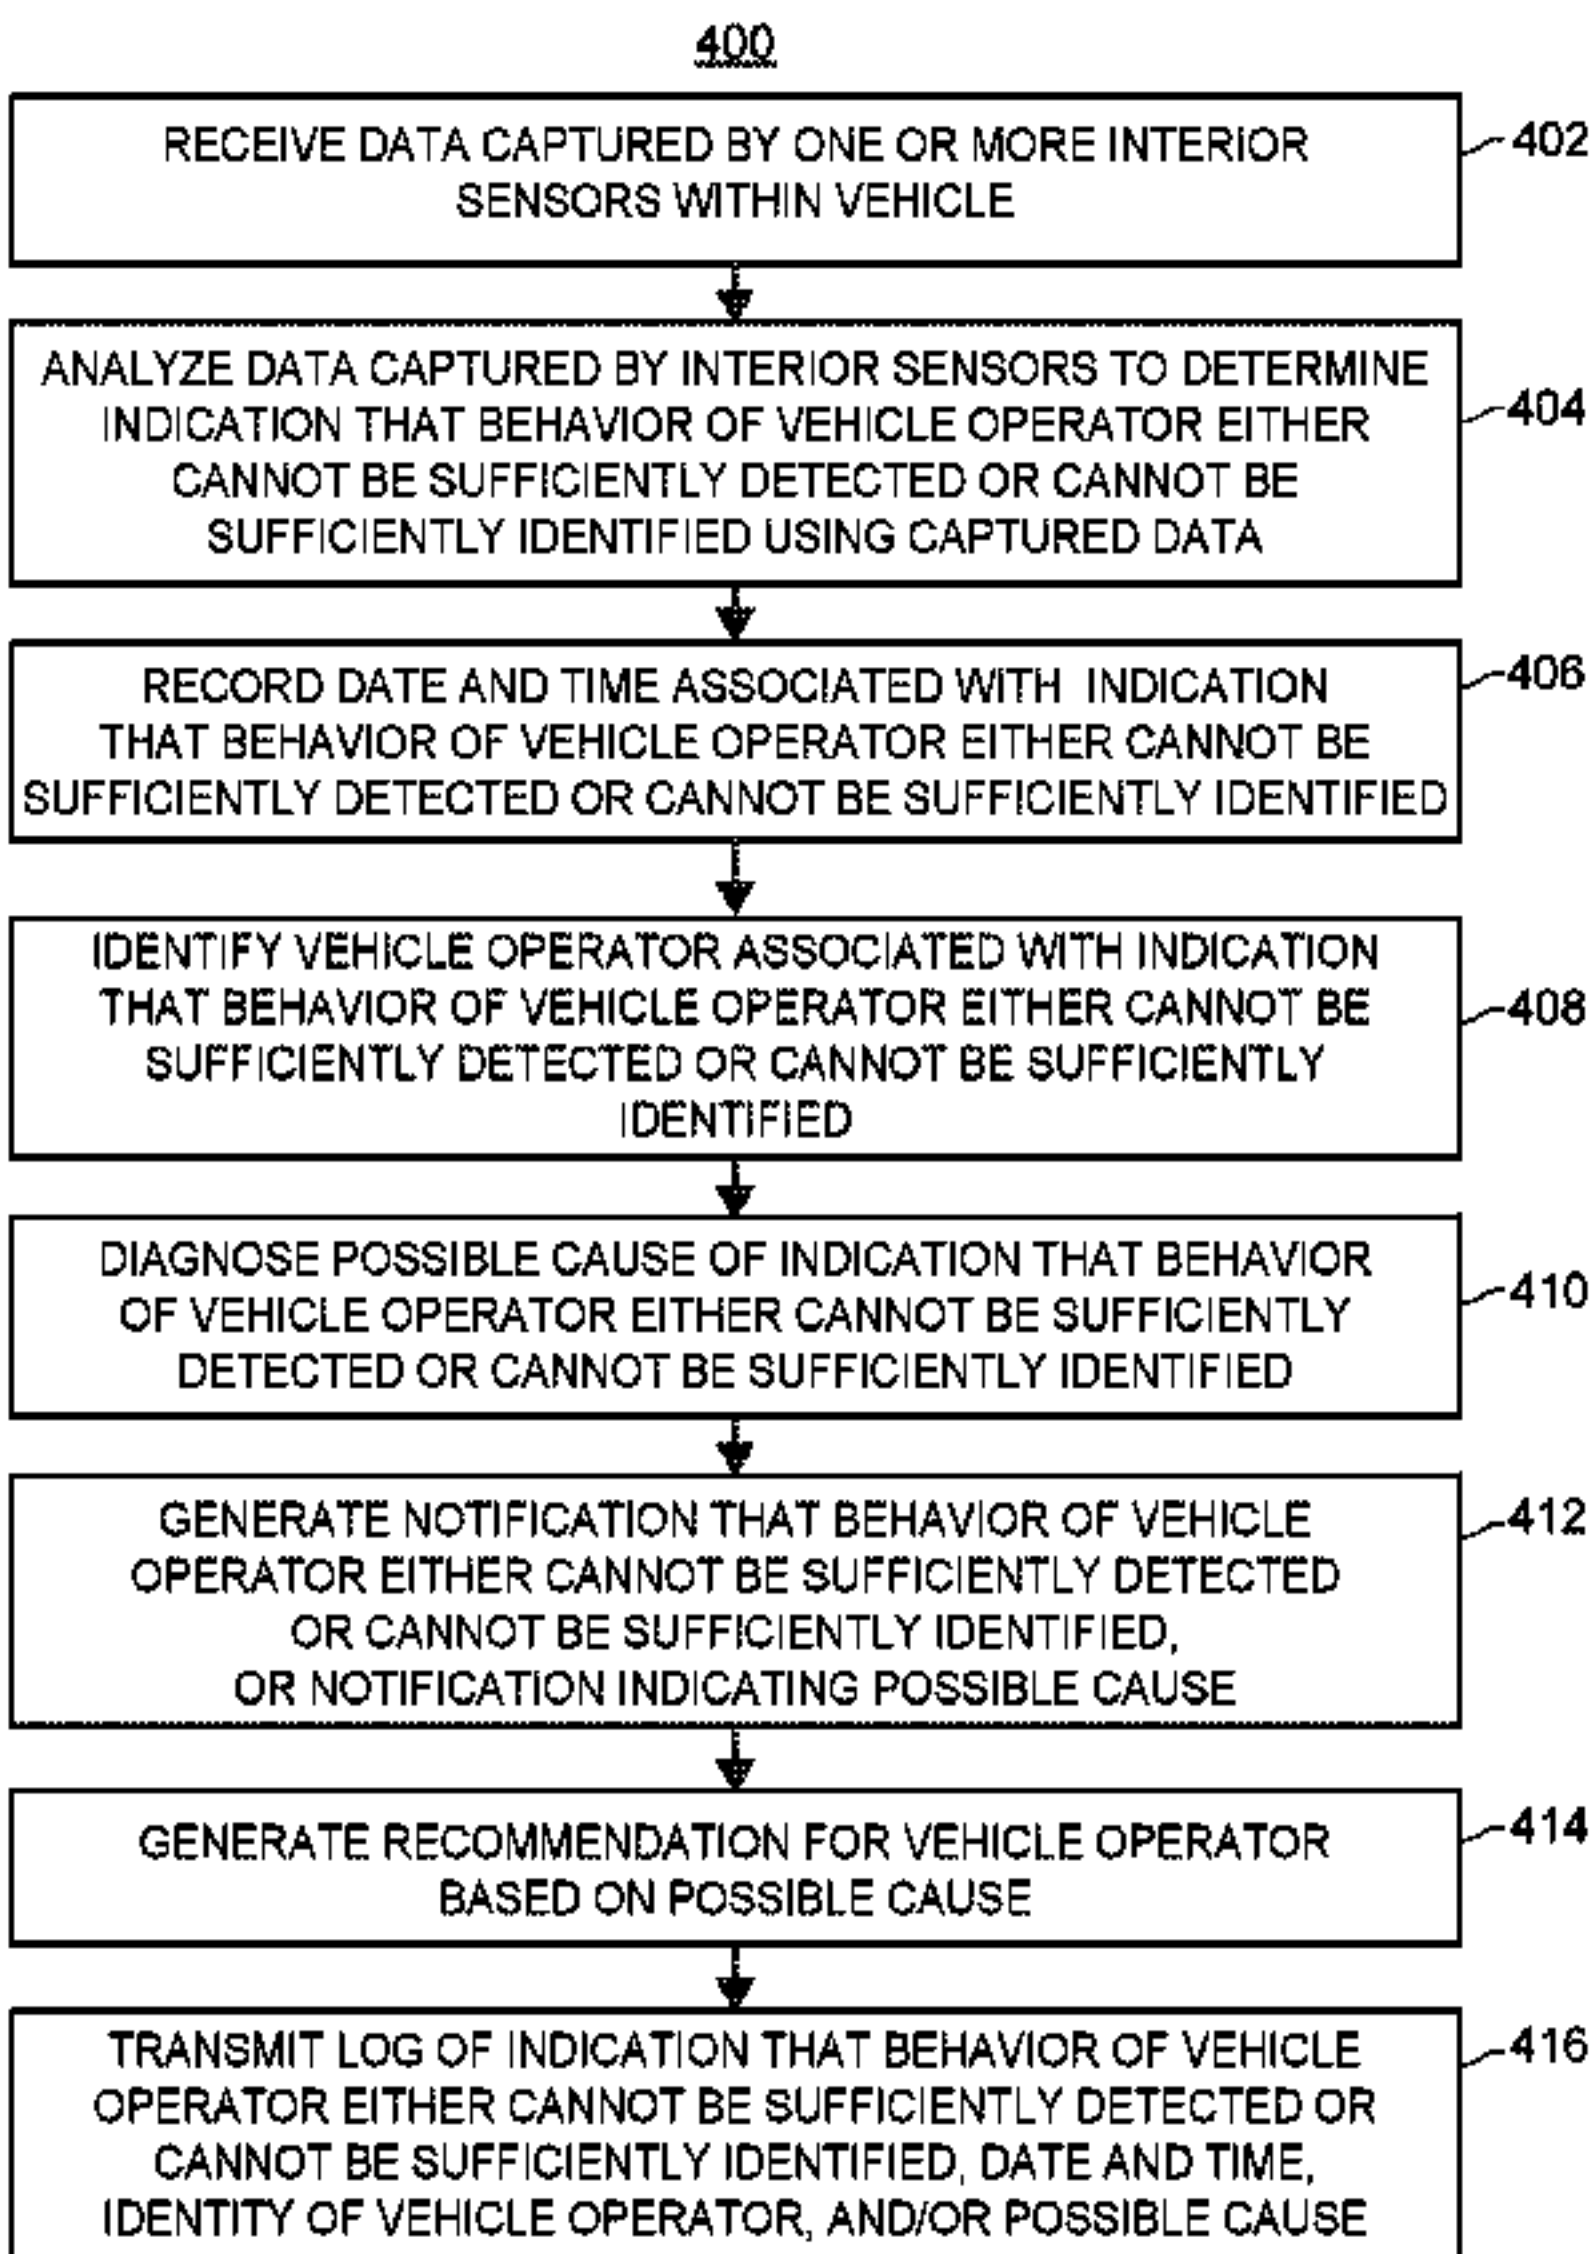 400
RECEIVE DATA CAPTURED BY ONE OR MORE INTERIOR
SENSORS WITHIN VEHICLE
402
ANALYZE DATA CAPTURED BY INTERIOR SENSORS TO DETERMINE
INDICATION THAT BEHAVIOR OF VEHICLE OPERATOR EITHER
CANNOT BE SUFFICIENTLY DETECTED OR CANNOT BE
SUFFICIENTLY IDENTIFIED USING CAPTURED DATA
404
RECORD DATE AND TIME ASSOCIATED WITH INDICATION
THAT BEHAVIOR OF VEHICLE OPERATOR EITHER CANNOT BE
SUFFICIENTLY DETECTED OR CANNOT BE SUFFICIENTLY IDENTIFIED
406
IDENTIFY VEHICLE OPERATOR ASSOCIATED WITH INDICATION
THAT BEHAVIOR OF VEHICLE OPERATOR EITHER CANNOT BE
SUFFICIENTLY DETECTED OR CANNOT BE SUFFICIENTLY
IDENTIFIED
408
DIAGNOSE POSSIBLE CAUSE OF INDICATION THAT BEHAVIOR
OF VEHICLE OPERATOR EITHER CANNOT BE SUFFICIENTLY
DETECTED OR CANNOT BE SUFFICIENTLY IDENTIFIED
410
GENERATE NOTIFICATION THAT BEHAVIOR OF VEHICLE
OPERATOR EITHER CANNOT BE SUFFICIENTLY DETECTED
OR CANNOT BE SUFFICIENTLY IDENTIFIED,
OR NOTIFICATION INDICATING POSSIBLE CAUSE
412
GENERATE RECOMMENDATION FOR VEHICLE OPERATOR
BASED ON POSSIBLE CAUSE
414
TRANSMIT LOG OF INDICATION THAT BEHAVIOR OF VEHICLE
OPERATOR EITHER CANNOT BE SUFFICIENTLY DETECTED OR
CANNOT BE SUFFICIENTLY IDENTIFIED, DATE AND TIME,
IDENTITY OF VEHICLE OPERATOR, AND/OR POSSIBLE CAUSE
416